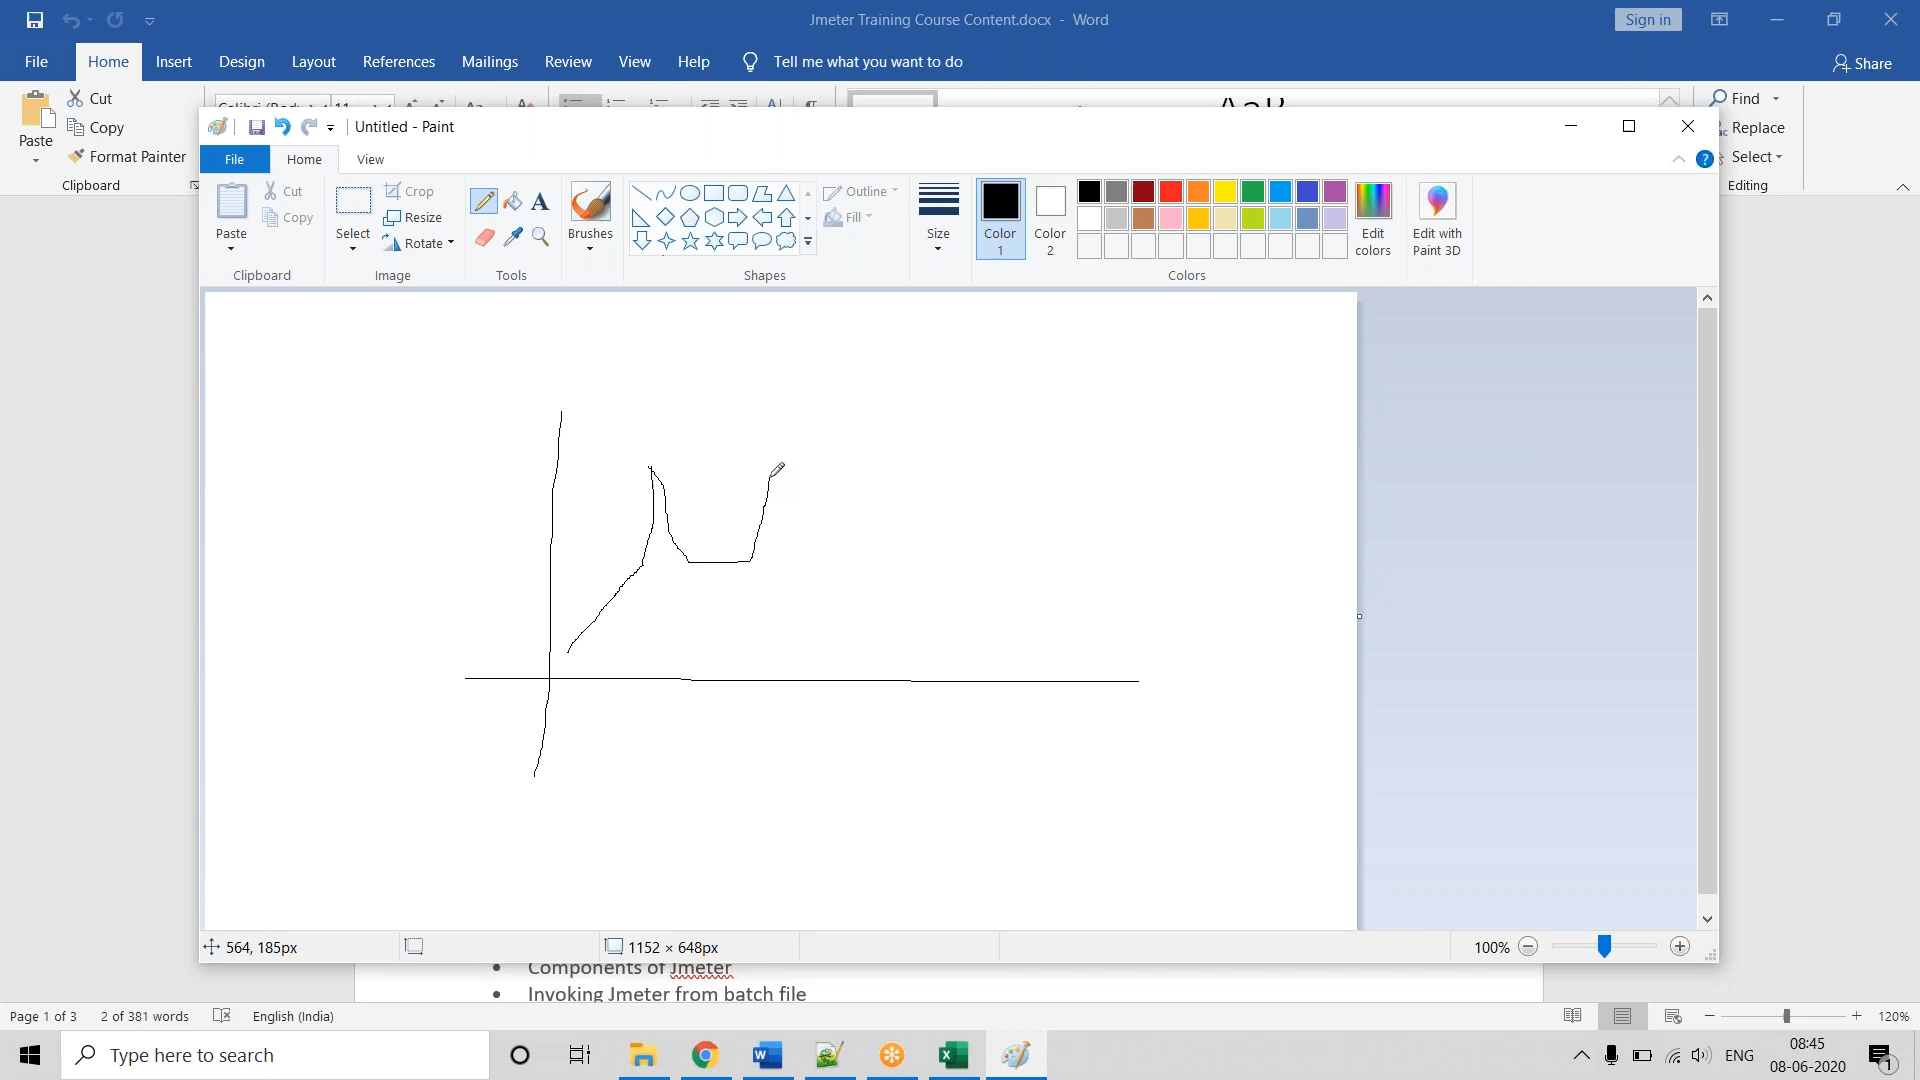 Jmeter Training Course Content.docx - Word
Sign in
File Home Insert Design Layout References Mailings Review View Help Tell me what you want to do
Share
Paste
Cut
Copy
Format Painter
Clipboard
Find
Replace
Select
Editing
Untitled - Paint
File Home View
Paste
Cut
Copy
Clipboard
Select
Crop
Resize
Rotate
Image
A
Tools
Brushes
Outline
Fill
Shapes
Size
Color 1
Color 2
Edit colors
Colors
Edit with Paint 3D
?
564, 185px
1152 × 648px
100%
Components of Jmeter
Invoking Jmeter from batch file
Page 1 of 3 2 of 381 words English (India)
120%
Type here to search
ENG
08:45
08-06-2020
1